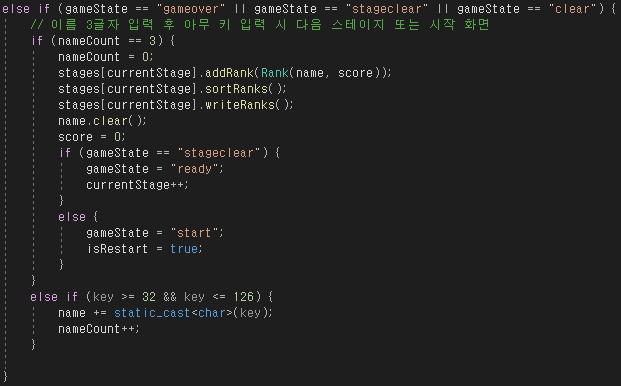 else if (gameState == "gameover" || gameState == "stageclear" || gameState == "clear") {
// 이름 3글자 입력 후 아무 키 입력 시 다음 스테이지 또는 시작 화면
if (nameCount == 3) {
nameCount = 0;
stages[currentStage].addRank(Rank(name, score));
stages[currentStage].sortRanks();
stages[currentStage].writeRanks();
name.clear();
score = 0;
if (gameState == "stageclear") {
gameState = "ready";
currentStage++;
}
else {
gameState = "start";
isRestart = true;
}
}
else if (key >= 32 && key <= 126) {
name += static_cast<char>(key);
nameCount++;
}
}